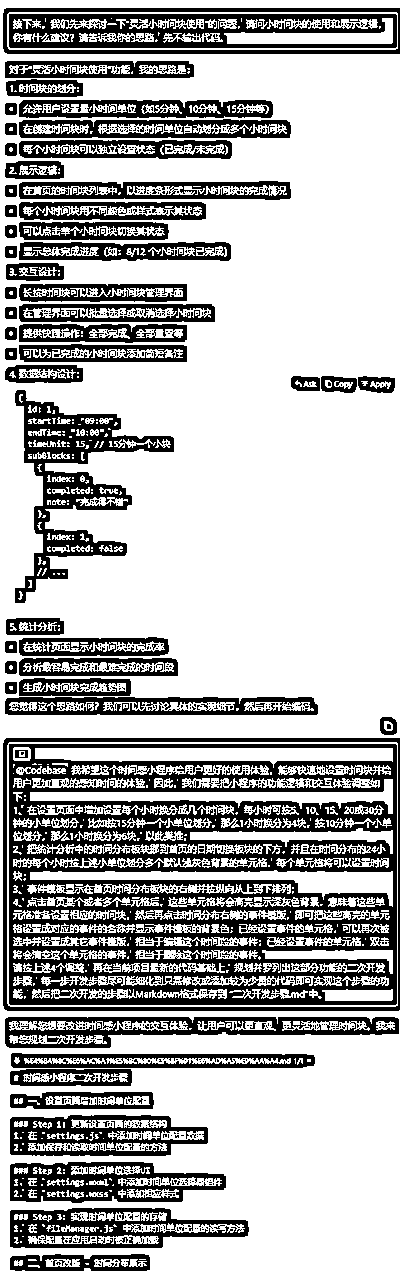 接下来，我们先来探讨一下"灵活小时间块使用"的问题，请问小时间块的使用和展示逻辑，
你有什么建议？请告诉我你的思路，先不输出代码。
对于"灵活小时间块使用"功能，我的思路是：
1. 时间块的划分：
允许用户设置最小时间单位（如5分钟、10分钟、15分钟等）
在创建时间块时，根据选择的时间单位自动划分成多个小时间块
每个小时间块可以独立设置状态（已完成/未完成）
2. 展示逻辑：
在首页的时间块列表中，以进度条形式显示小时间块的完成情况
每个小时间块用不同颜色或样式表示其状态
可以点击单个小时间块切换其状态
显示总体完成进度（如：8/12 个小时间块已完成）
3. 交互设计：
长按时间块可以进入小时间块管理界面
在管理界面可以批量选择或取消选择小时间块
提供快捷操作：全部完成、全部重置等
可以为已完成的小时间块添加简短备注
4. 数据结构设计：
Ask Copy Apply
{
id: 1,
startTime: "09:00",
endTime: "10:00",
timeUnit: 15, // 15分钟一个小块
subBlocks: [
{
index: 0,
completed: true,
note: "完成得不错"
},
{
index: 1,
completed: false
},
// ...
]
}
5. 统计分析：
在统计页面显示小时间块的完成率
分析最容易完成和最难完成的时间段
生成小时间块完成趋势图
您觉得这个思路如何？我们可以先讨论具体的实现细节，然后再开始编码。
@Codebase 我希望这个时间感小程序给用户更好的使用体验，能够快速地设置时间块并给
用户更加直观的感知时间的体验，因此，我们需要把小程序的功能逻辑和交互体验调整如
下：
1、在设置页面中增加设置每个小时拆分成几个时间块，每小时可按5、10、15、20或30分
钟的小单位划分，比如按15分钟一个小单位划分，那么1小时拆分为4块，按10分钟一个小单
位划分，那么1小时拆分为6块，以此类推；
2、把统计分析中的时间分布板块挪到首页的日期切换板块的下方，并且在时间分布的24小
时的每个小时按上述小单位划分多个默认浅灰色背景的单元格，每个单元格可以设置时间
块；
3、事件模板显示在首页时间分布板块的右侧并按纵向从上到下排列；
4、点击首页某个或者多个单元格后，这些单元格将会高亮显示深灰色背景，意味着这些单
元格准备设置相应的时间块，然后再点击时间分布右侧的事件模版，即可把这些高亮的单元
格设置成对应的事件的名称并显示事件模板的背景色；已经设置事件的单元格，可以再次被
选中并设置成其它事件模版，相当于编辑这个时间段的事件；已经设置事件的单元格，双击
将会清空这个单元格的事件，相当于删除这个时间段的事件。
请按上述4个调整，再在当前项目最新的代码基础上，规划并罗列出这部分功能的二次开发
步骤，每一步开发步骤尽可能细化到只需修改或添加较为少量的代码即可实现这个步骤的功
能，然后把二次开发的步骤以Markdown格式保存到"二次开发步骤.md"中。
我理解您想要改进时间感小程序的交互体验，让用户可以更直观、更灵活地管理时间块。我来
帮您规划二次开发步骤。
# 时间感小程序二次开发步骤
## 一、设置页面增加时间单位配置
### Step 1: 更新设置页面的数据结构
1. 在 `settings.js` 中添加时间单位配置数据
2. 添加保存和读取时间单位配置的方法
### Step 2: 添加时间单位选择UI
1. 在 `settings.wxml` 中添加时间单位选择器组件
2. 在 `settings.wxss` 中添加相应样式
### Step 3: 实现时间单位配置的存储
1. 在 `fileManager.js` 中添加时间单位配置的读写方法
2. 确保配置在应用启动时被正确加载
## 二、首页改版 - 时间分布展示